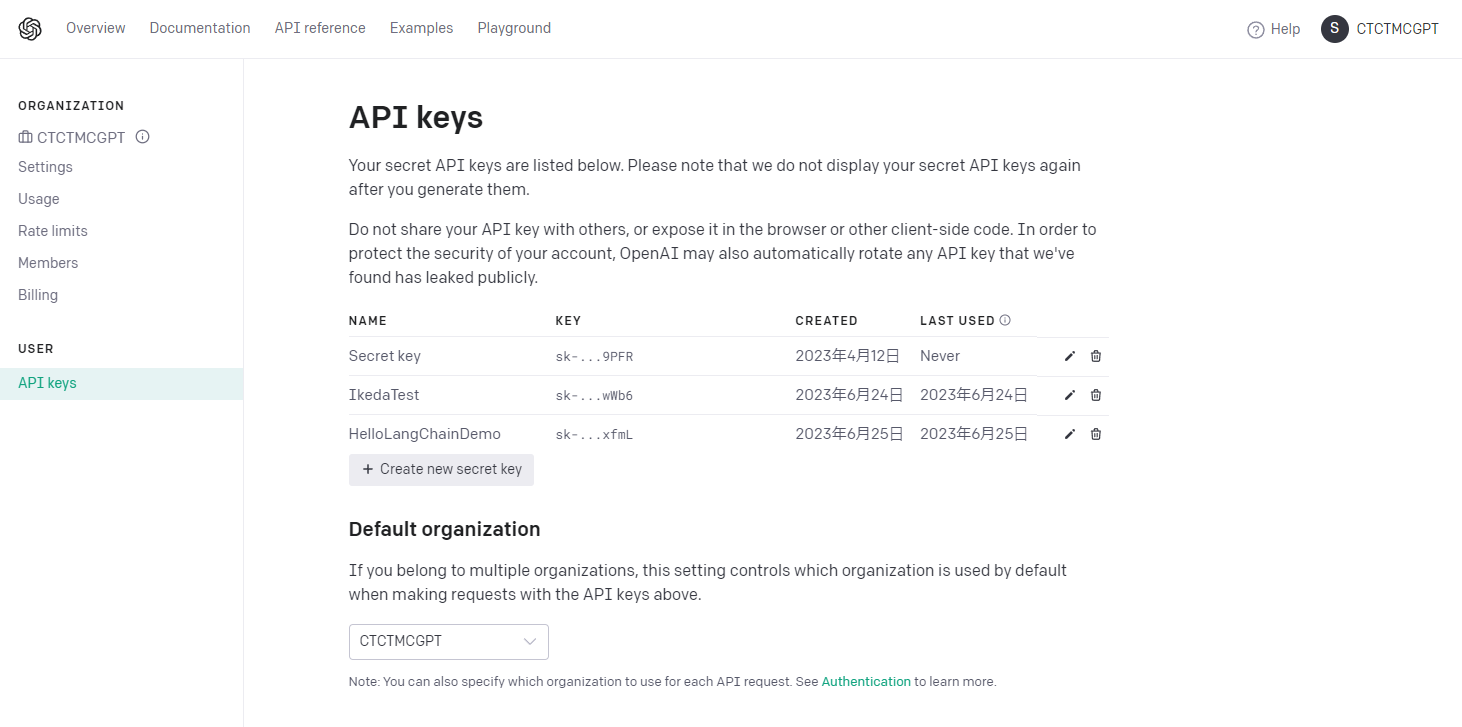 Overview Documentation API reference Examples Playground Help S CTCTMCGPT
ORGANIZATION
CTCTMCGPT
Settings
Usage
Rate limits
Members
Billing
USER
API keys
API keys
Your secret API keys are listed below. Please note that we do not display your secret API keys again
after you generate them.
Do not share your API key with others, or expose it in the browser or other client-side code. In order to
protect the security of your account, OpenAI may also automatically rotate any API key that we've
found has leaked publicly.
NAME KEY CREATED LAST USED
Secret key sk-...9PFR 2023年4月12日 Never
IkedaTest sk-...wWb6 2023年6月24日 2023年6月24日
HelloLangChainDemo sk-...xfmL 2023年6月25日 2023年6月25日
+ Create new secret key
Default organization
If you belong to multiple organizations, this setting controls which organization is used by default
when making requests with the API keys above.
CTCTMCGPT
Note: You can also specify which organization to use for each API request. See Authentication to learn more.